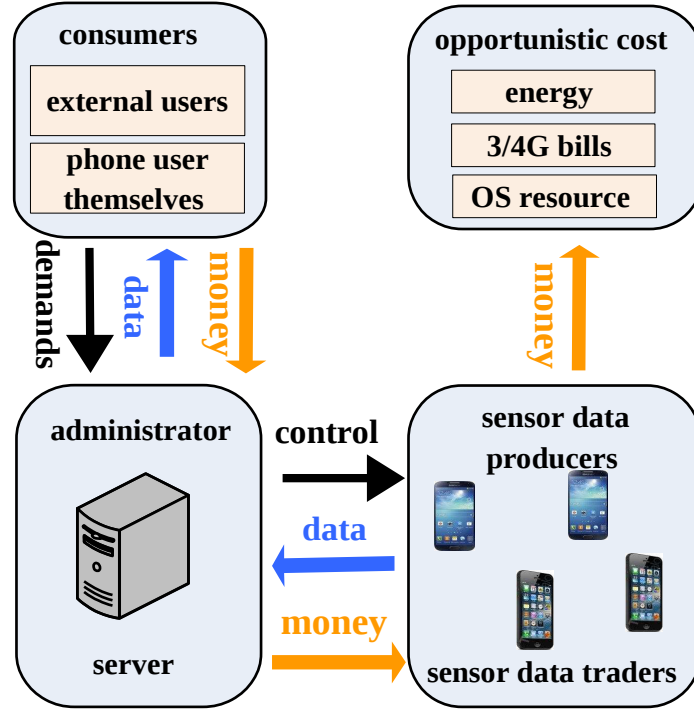 consumers
external users
phone user
themselves
opportunistic cost
energy
3/4G bills
OS resource
demands
data
money
money
administrator
server
control
data
money
sensor data
producers
sensor data traders